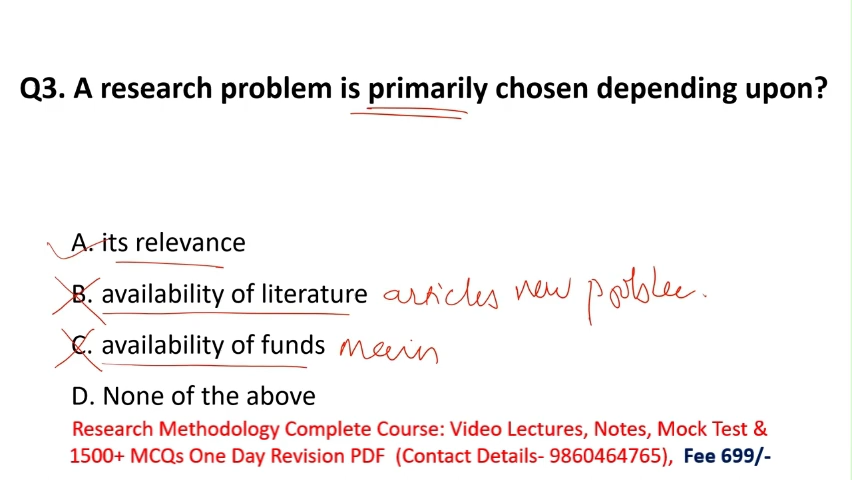 Q3. A research problem is primarily chosen depending upon?
A. its relevance
B. availability of literature articles new
C. availability of funds main
D. None of the above
Research Methodology Complete Course: Video Lectures, Notes, Mock Test &
1500+ MCQs One Day Revision PDF (Contact Details- 9860464765), Fee 699/-